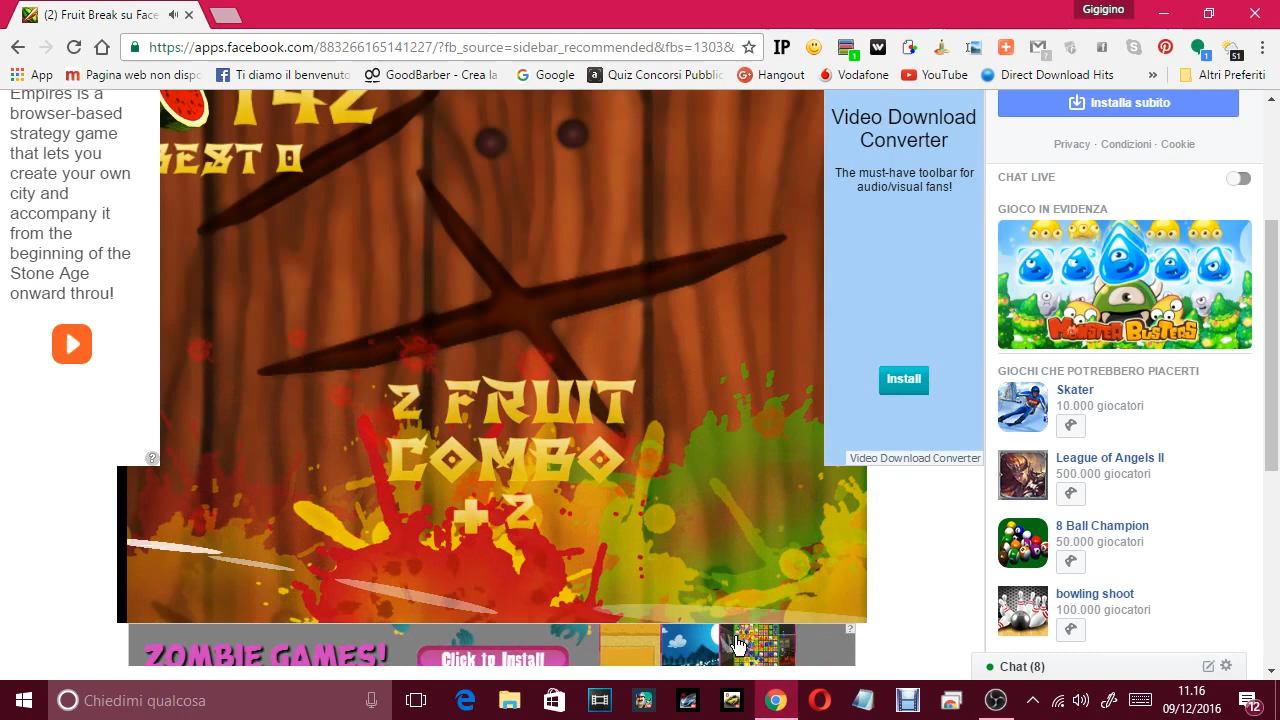 (2) Fruit Break su Face
Gigigino
https://apps.facebook.com/883266165141227/?fb_source=sidebar_recommended&fbs=1303&
IP
1
?
1
51
App
Pagina web non dispo
Ti diamo il benvenuto
GoodBarber - Crea la
Google
Quiz Concorsi Pubblic
Hangout
Vodafone
YouTube
Direct Download Hits
»
Altri Preferiti
Empires is a
browser-based
strategy game
that lets you
create your own
city and
accompany it
from the
beginning of the
Stone Age
onward throu!
142
BEST 0
2 FRUIT
COMBO
+ 2
Video Download
Converter
The must-have toolbar for
audio/visual fans!
Install
Video Download Converter
Installa subito
Privacy · Condizioni · Cookie
CHAT LIVE
GIOCO IN EVIDENZA
MONSTER BUSTERS
GIOCHI CHE POTREBBERO PIACERTI
Skater
10.000 giocatori
League of Angels II
500.000 giocatori
8 Ball Champion
50.000 giocatori
bowling shoot
100.000 giocatori
ZOMBIE GAMES!
Click to Install
Chat (8)
Chiedimi qualcosa
11.16
09/12/2016
12